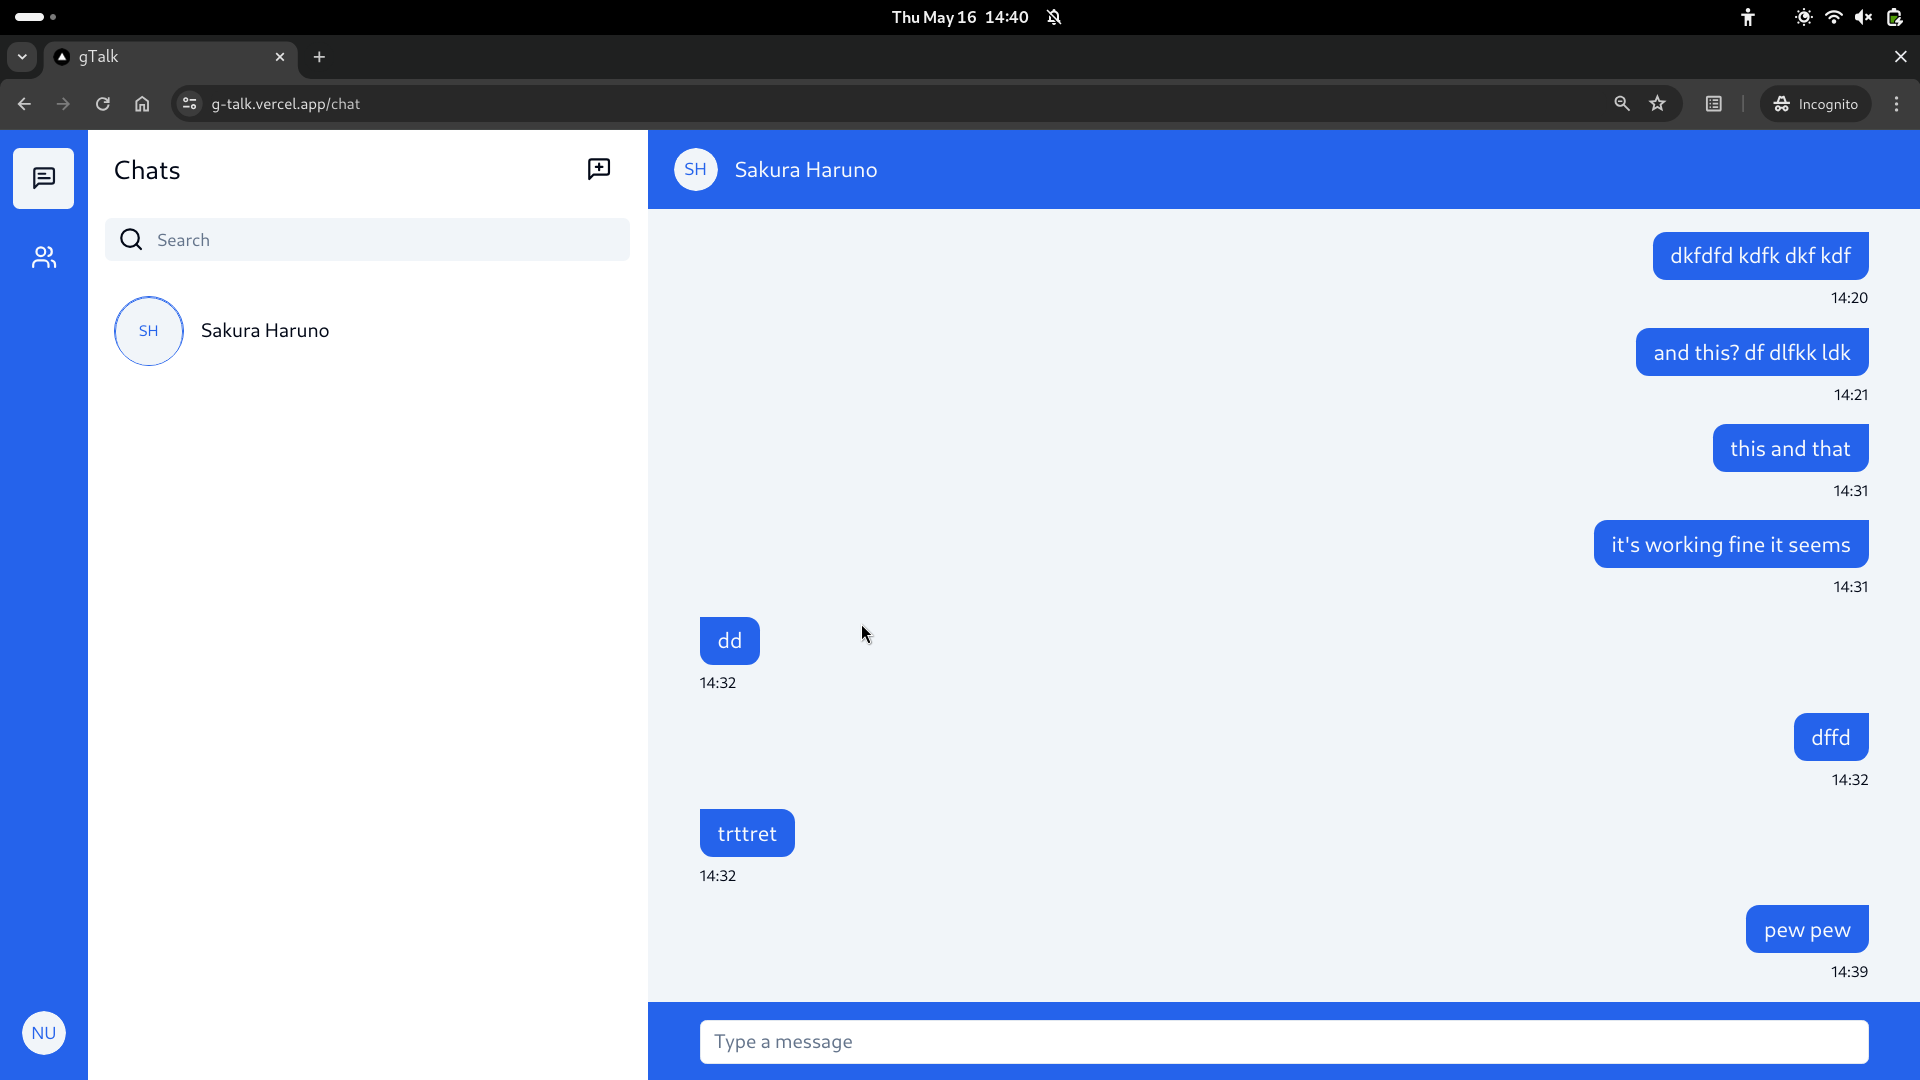 Thu May 16 14:40
gTalk
g-talk.vercel.app/chat
Incognito
Chats
Search
SH
Sakura Haruno
NU
SH
Sakura Haruno
dkfdfd kdfk dkf kdf
14:20
and this? df dlfkk ldk
14:21
this and that
14:31
it's working fine it seems
14:31
dd
14:32
dffd
14:32
trttret
14:32
pew pew
14:39
Type a message